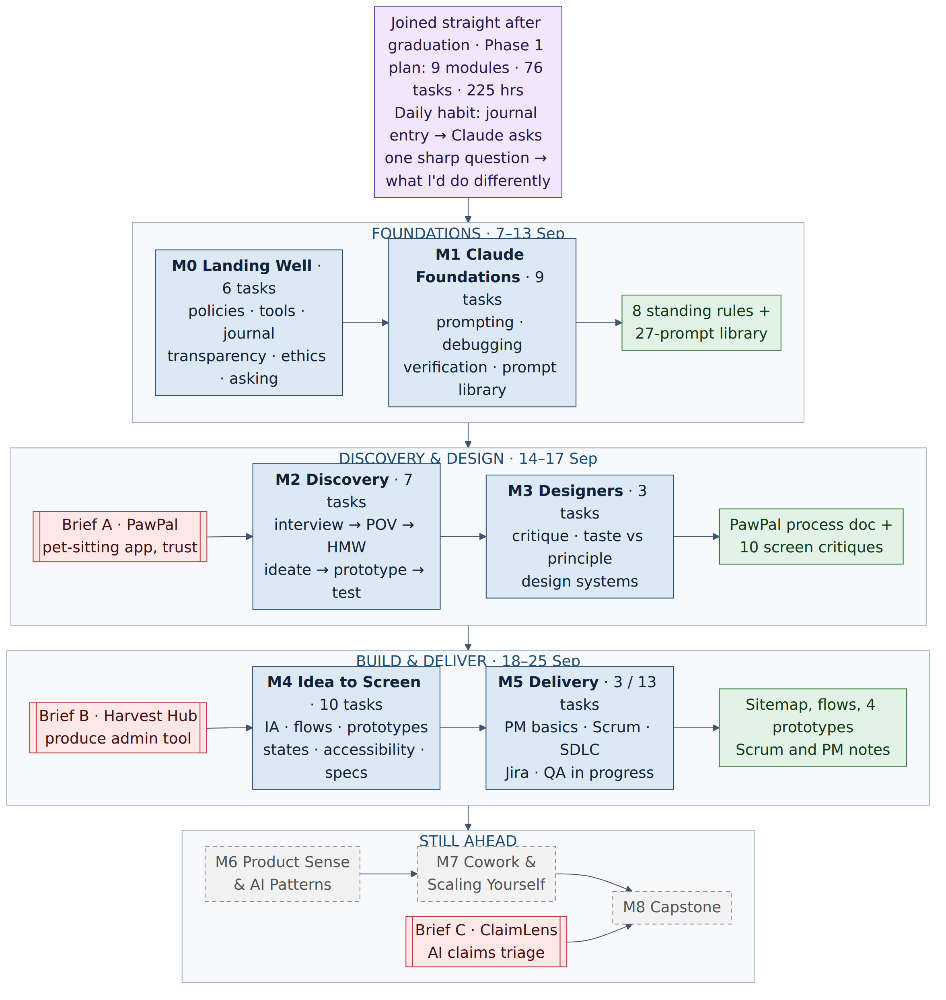 Joined straight after
graduation · Phase 1
plan: 9 modules · 76
tasks · 225 hrs
Daily habit: journal
entry → Claude asks
one sharp question →
what I'd do differently
FOUNDATIONS · 7–13 Sep
M0 Landing Well ·
6 tasks
policies · tools ·
journal
transparency · ethics
· asking
M1 Claude
Foundations · 9
tasks
prompting ·
debugging
verification · prompt
library
8 standing rules +
27-prompt library
DISCOVERY & DESIGN · 14–17 Sep
Brief A · PawPal
pet-sitting app, trust
M2 Discovery · 7
tasks
interview → POV →
HMW
ideate → prototype →
test
M3 Designers · 3
tasks
critique · taste vs
principle
design systems
PawPal process doc +
10 screen critiques
BUILD & DELIVER · 18–25 Sep
Brief B · Harvest Hub
produce admin tool
M4 Idea to Screen
· 10 tasks
IA · flows · prototypes
states · accessibility ·
specs
M5 Delivery · 3 / 13
tasks
PM basics · Scrum ·
SDLC
Jira · QA in progress
Sitemap, flows, 4
prototypes
Scrum and PM notes
STILL AHEAD
M6 Product Sense
& AI Patterns
M7 Cowork &
Scaling Yourself
M8 Capstone
Brief C · ClaimLens
AI claims triage